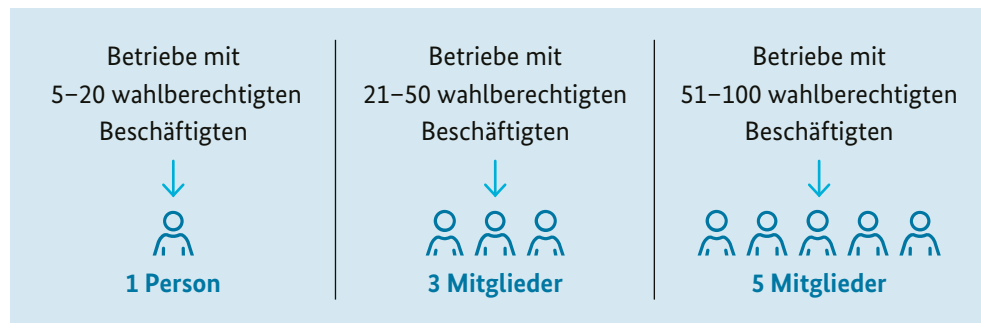 Betriebe mit
5–20 wahlberechtigten
Beschäftigten
1 Person
Betriebe mit
21–50 wahlberechtigten
Beschäftigten
3 Mitglieder
Betriebe mit
51–100 wahlberechtigten
Beschäftigten
5 Mitglieder